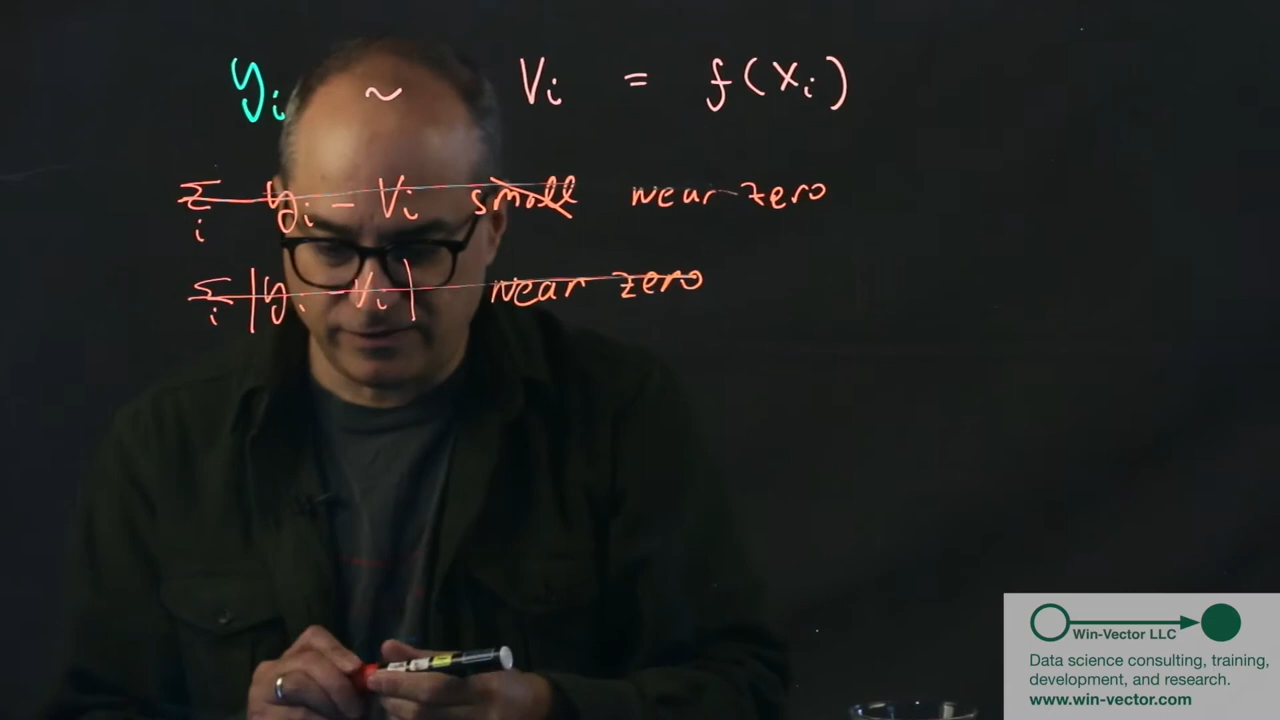 yᵢ ~ Vᵢ = f(xᵢ)
Σᵢ yᵢ - Vᵢ small near zero
Σᵢ |yᵢ - Vᵢ| near zero
Win-Vector LLC
Data science consulting, training,
development, and research.
www.win-vector.com